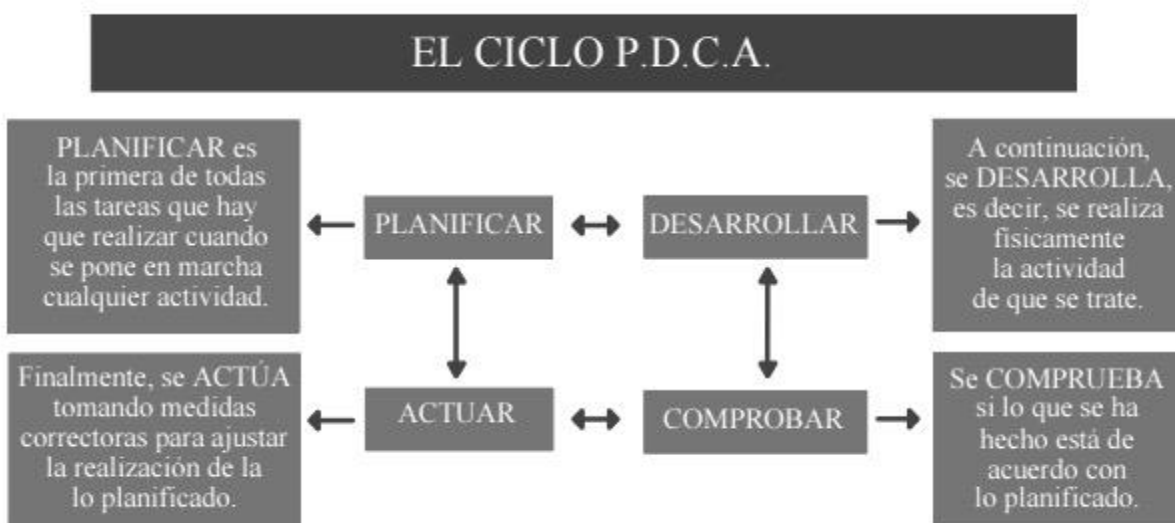 EL CICLO P.D.C.A.
PLANIFICAR es
la primera de todas
las tareas que hay
que realizar cuando
se pone en marcha
cualquier actividad.
PLANIFICAR
DESARROLLAR
A continuación,
se DESARROLLA,
es decir, se realiza
físicamente
la actividad
de que se trate.
Finalmente, se ACTÚA
tomando medidas
correctoras para ajustar
la realización de la
lo planificado.
ACTUAR
COMPROBAR
Se COMPRUEBA
si lo que se ha
hecho está de
acuerdo con
lo planificado.